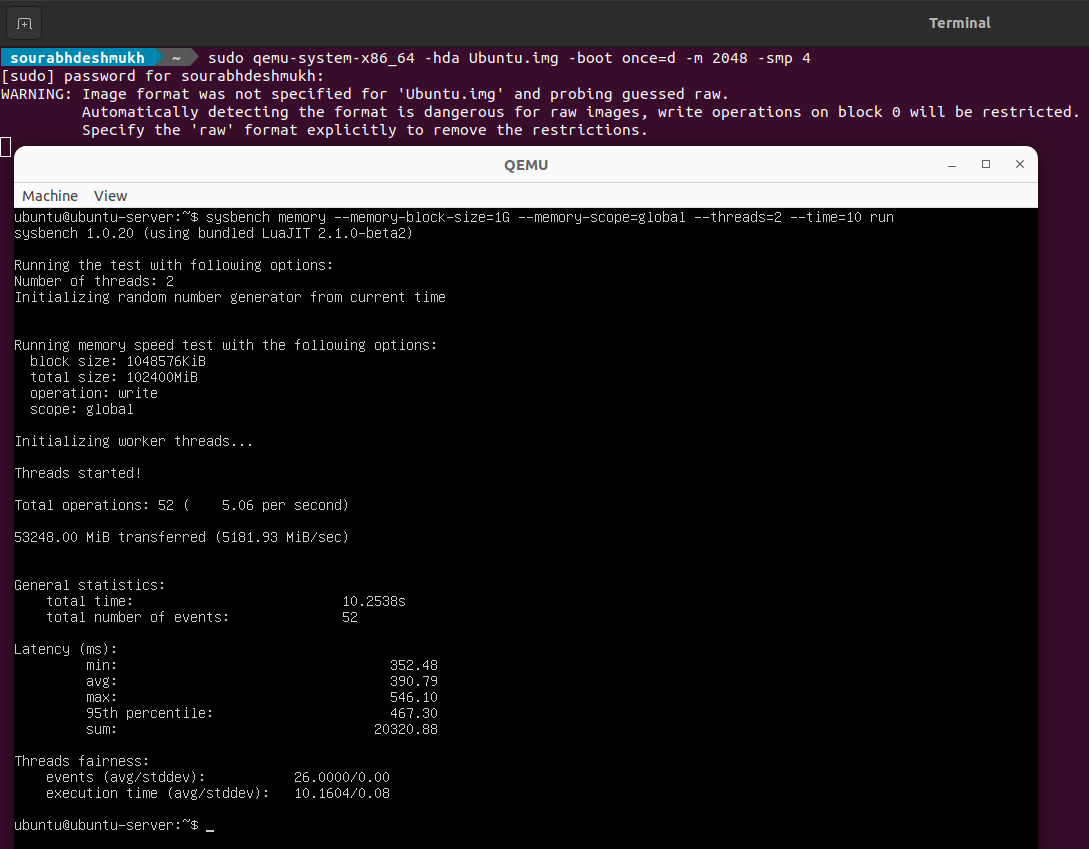 Terminal
sourabhdeshmukh ~ sudo qemu-system-x86_64 -hda Ubuntu.img -boot once=d -m 2048 -smp 4
[sudo] password for sourabhdeshmukh:
WARNING: Image format was not specified for 'Ubuntu.img' and probing guessed raw.
Automatically detecting the format is dangerous for raw images, write operations on block 0 will be restricted.
Specify the 'raw' format explicitly to remove the restrictions.
QEMU
Machine View
ubuntu@ubuntu-server:~$ sysbench memory --memory-block-size=1G --memory-scope=global --threads=2 --time=10 run
sysbench 1.0.20 (using bundled LuaJIT 2.1.0-beta2)
Running the test with following options:
Number of threads: 2
Initializing random number generator from current time
Running memory speed test with the following options:
block size: 1048576KiB
total size: 102400MiB
operation: write
scope: global
Initializing worker threads...
Threads started!
Total operations: 52 ( 5.06 per second)
53248.00 MiB transferred (5181.93 MiB/sec)
General statistics:
total time: 10.2538s
total number of events: 52
Latency (ms):
min: 352.48
avg: 390.79
max: 546.10
95th percentile: 467.30
sum: 20320.88
Threads fairness:
events (avg/stddev): 26.0000/0.00
execution time (avg/stddev): 10.1604/0.08
ubuntu@ubuntu-server:~$ _